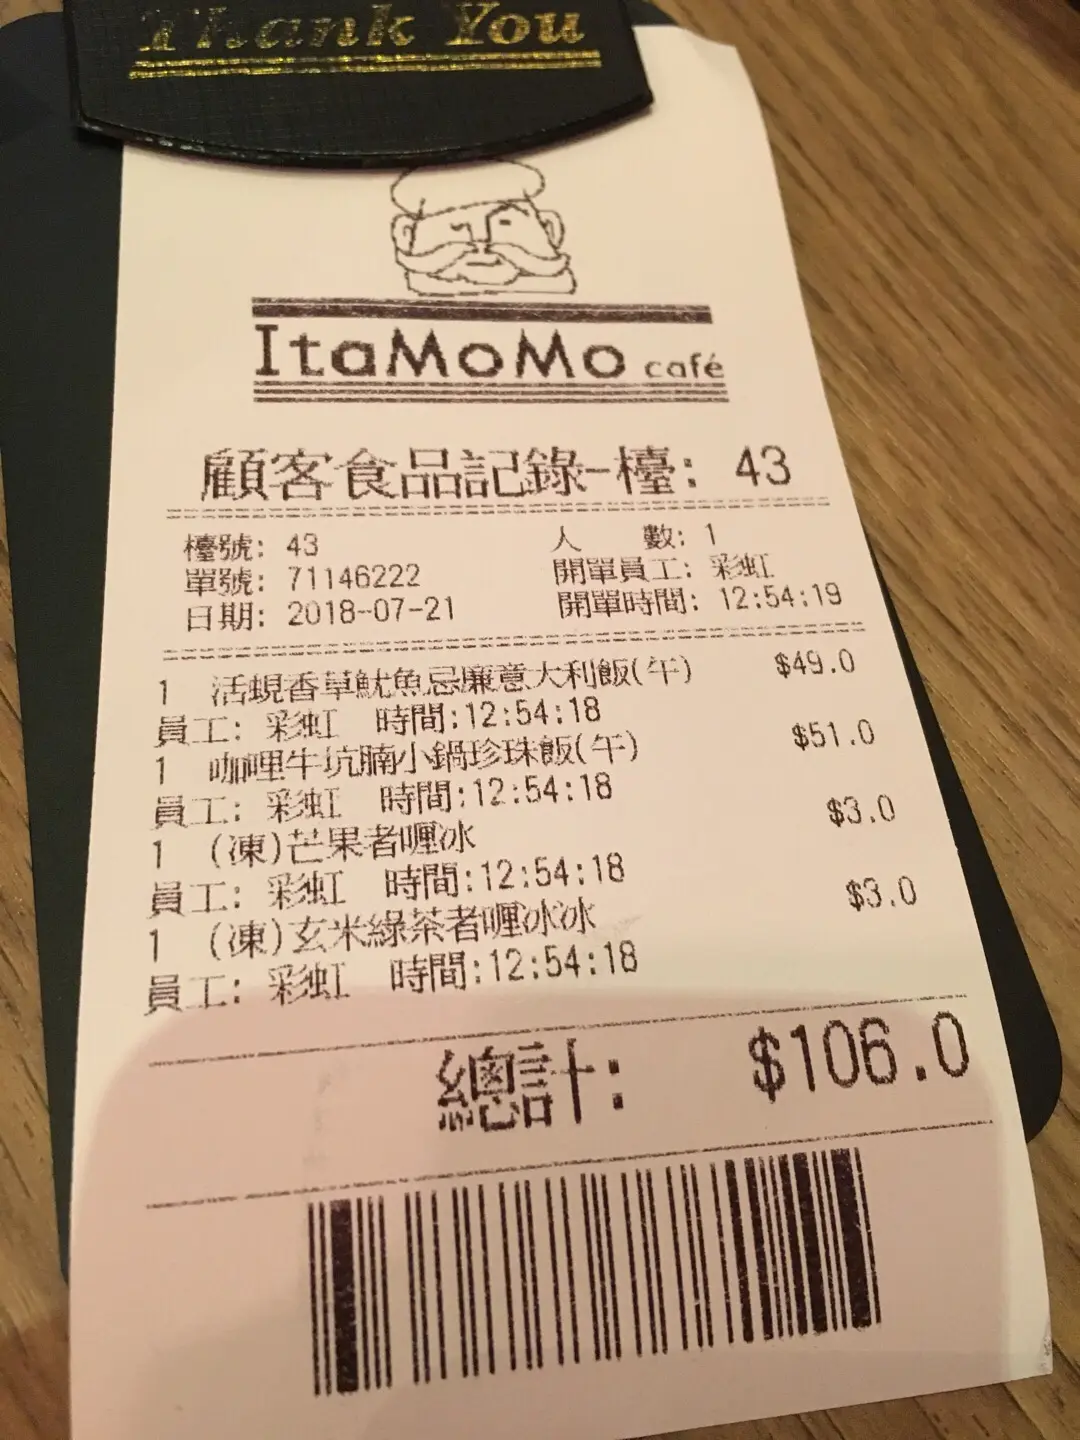 Thank You
ItaMoMo café
顧客食品記錄-檯: 43
檯號: 43 人 數: 1
單號: 71146222 開單員工: 彩虹
日期: 2018-07-21 開單時間: 12:54:19
1 活蜆香草魷魚忌廉意大利飯(午) $49.0
員工: 彩虹 時間:12:54:18
1 咖哩牛坑腩小鍋珍珠飯(午) $51.0
員工: 彩虹 時間:12:54:18
1 (凍)芒果者喱冰 $3.0
員工: 彩虹 時間:12:54:18
1 (凍)玄米綠茶者喱冰冰 $3.0
員工: 彩虹 時間:12:54:18
總計: $106.0